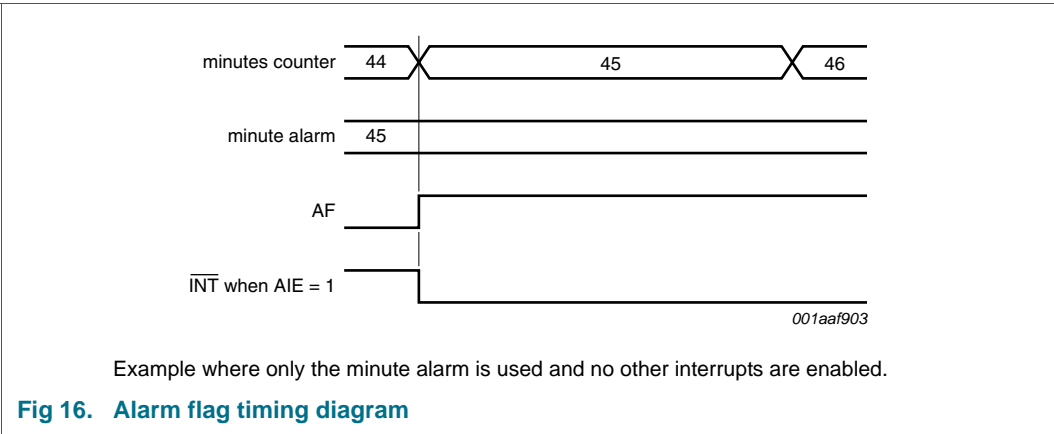 minutes counter 44 45 46
minute alarm 45
AF
INT when AIE = 1
001aaf903
Example where only the minute alarm is used and no other interrupts are enabled.
Fig 16. Alarm flag timing diagram